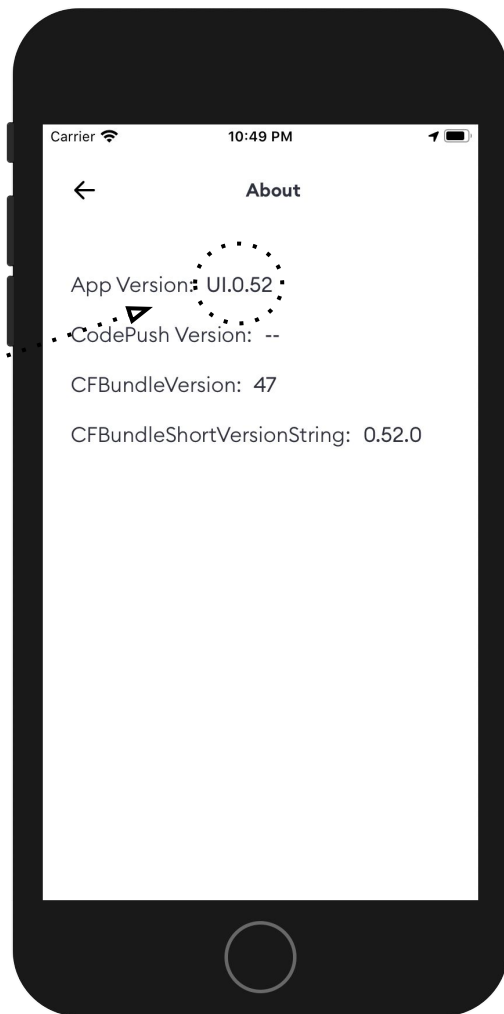 Carrier 10:49 PM
About
App Version: UI.0.52
CodePush Version: --
CFBundleVersion: 47
CFBundleShortVersionString: 0.52.0